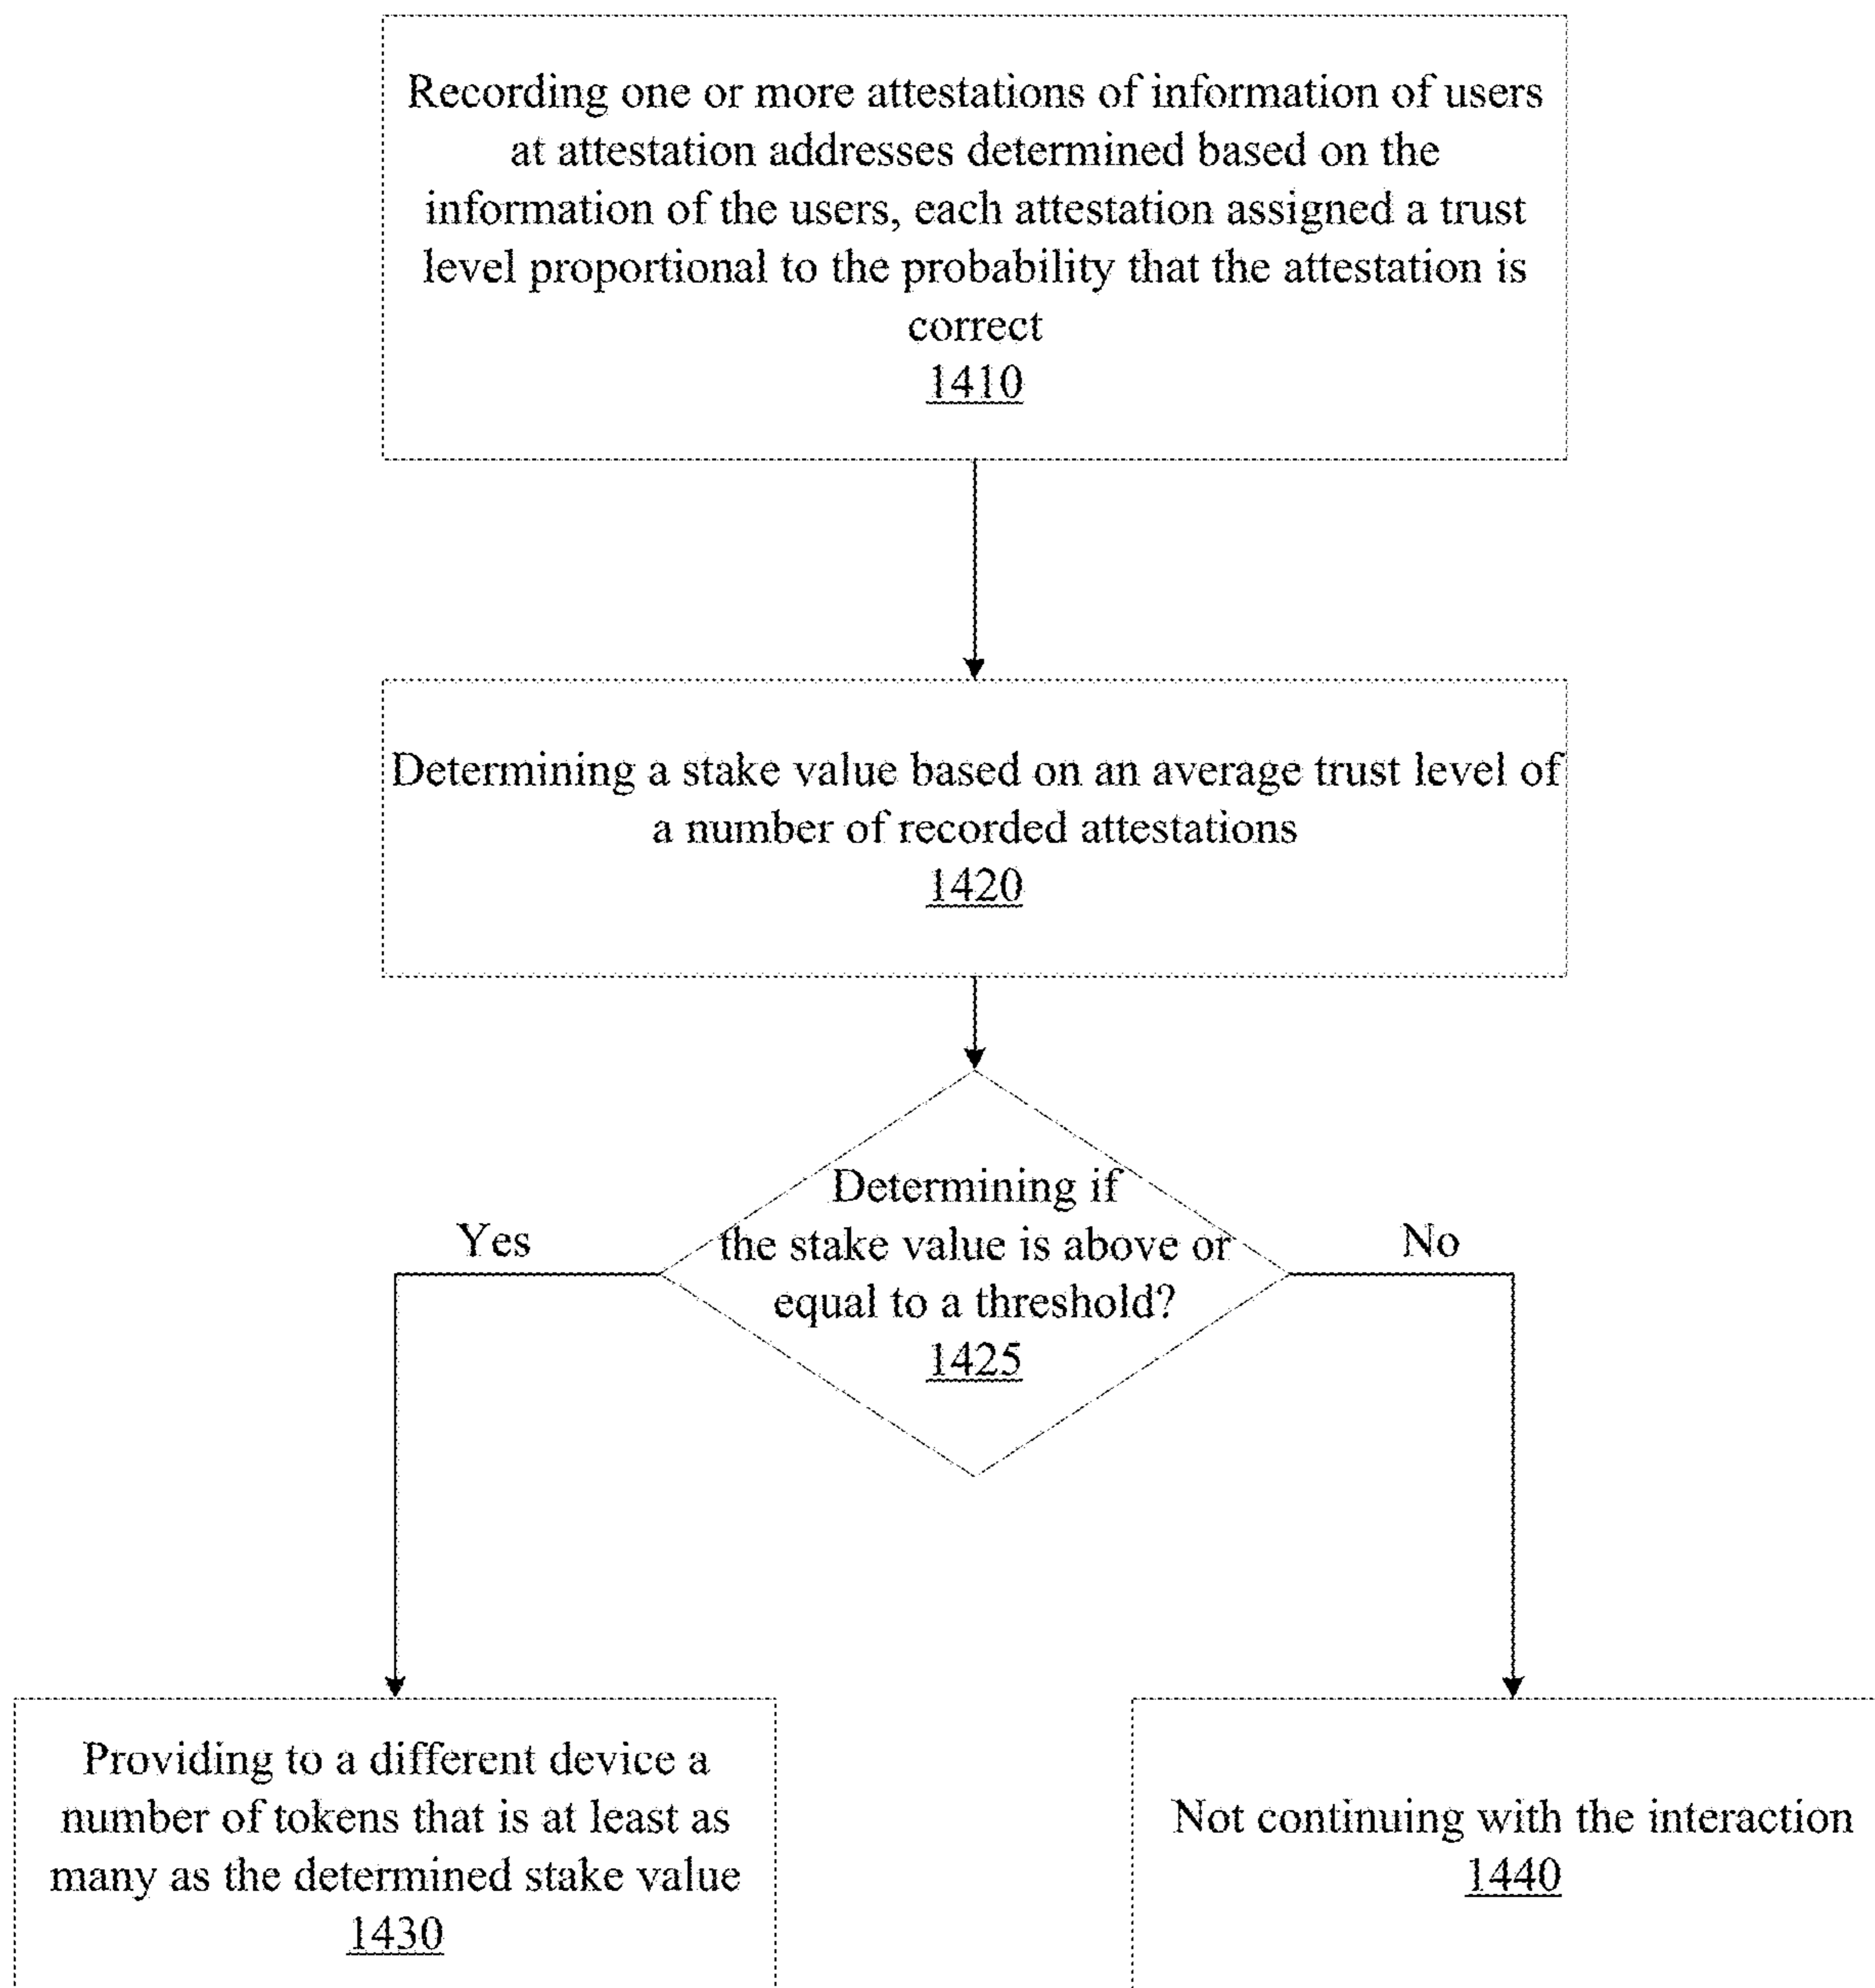 Recording one or more attestations of information of users
at attestation addresses determined based on the
information of the users, each attestation assigned a trust
level proportional to the probability that the attestation is
correct
1410
Determining a stake value based on an average trust level of
a number of recorded attestations
1420
Determining if
the stake value is above or
equal to a threshold?
1425
Yes
No
Providing to a different device a
number of tokens that is at least as
many as the determined stake value
1430
Not continuing with the interaction
1440